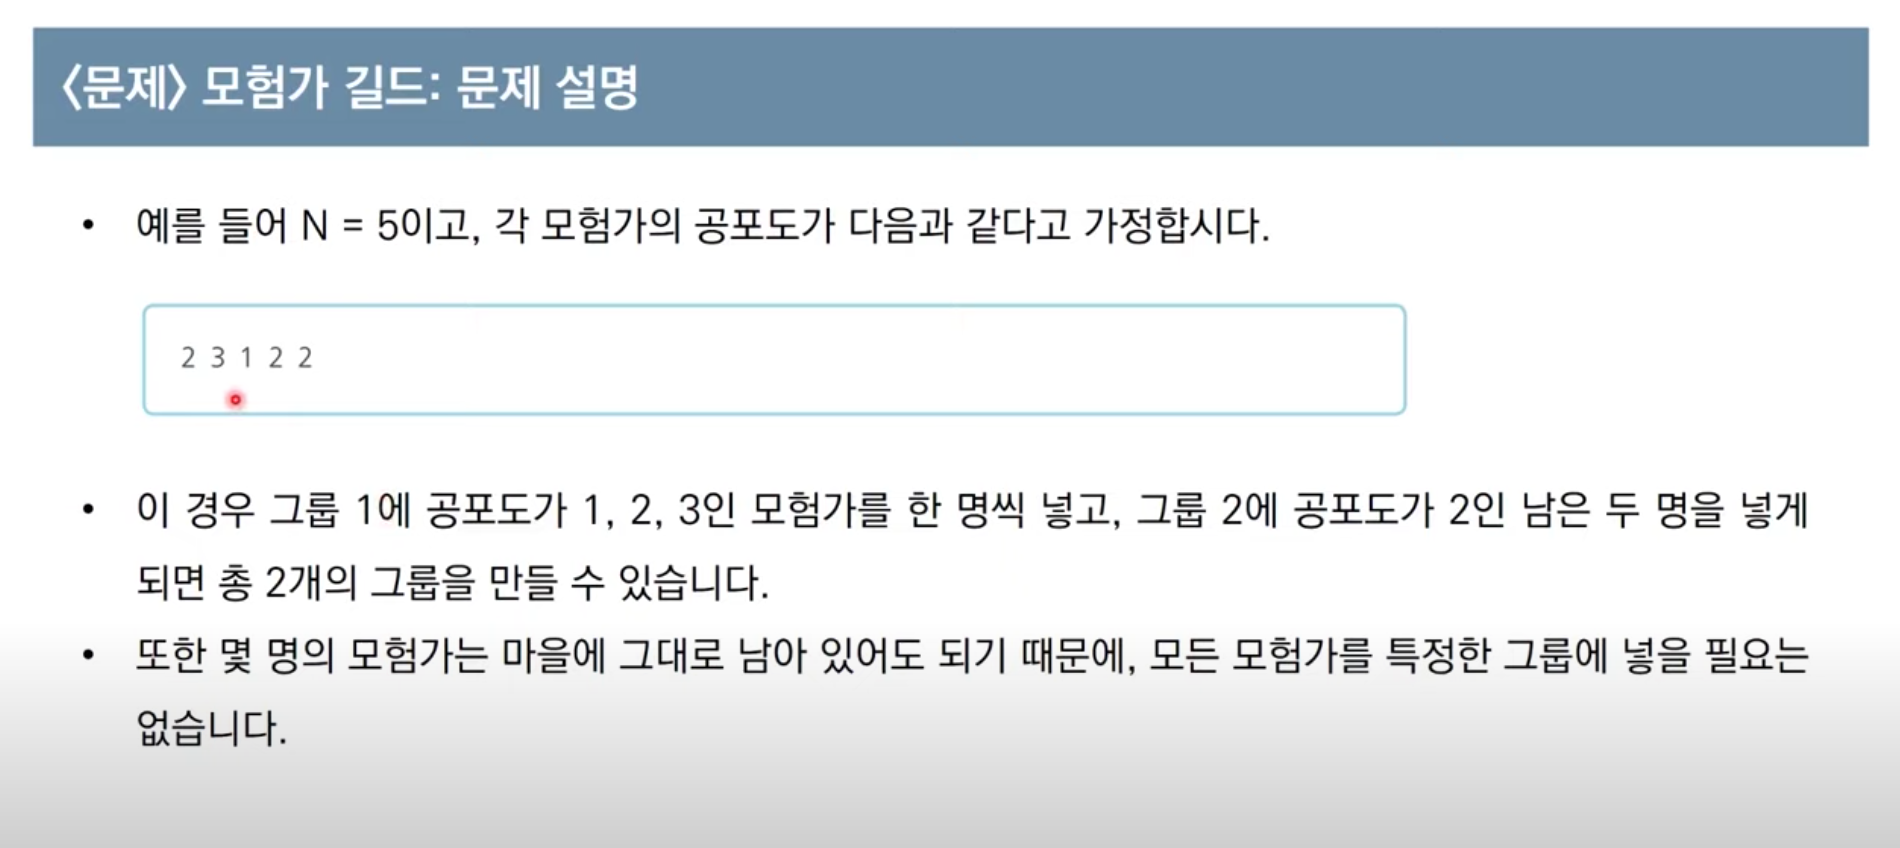 〈문제〉 모험가 길드: 문제 설명
• 예를 들어 N = 5이고, 각 모험가의 공포도가 다음과 같다고 가정합시다.
2 3 1 2 2
• 이 경우 그룹 1에 공포도가 1, 2, 3인 모험가를 한 명씩 넣고, 그룹 2에 공포도가 2인 남은 두 명을 넣게
되면 총 2개의 그룹을 만들 수 있습니다.
• 또한 몇 명의 모험가는 마을에 그대로 남아 있어도 되기 때문에, 모든 모험가를 특정한 그룹에 넣을 필요는
없습니다.